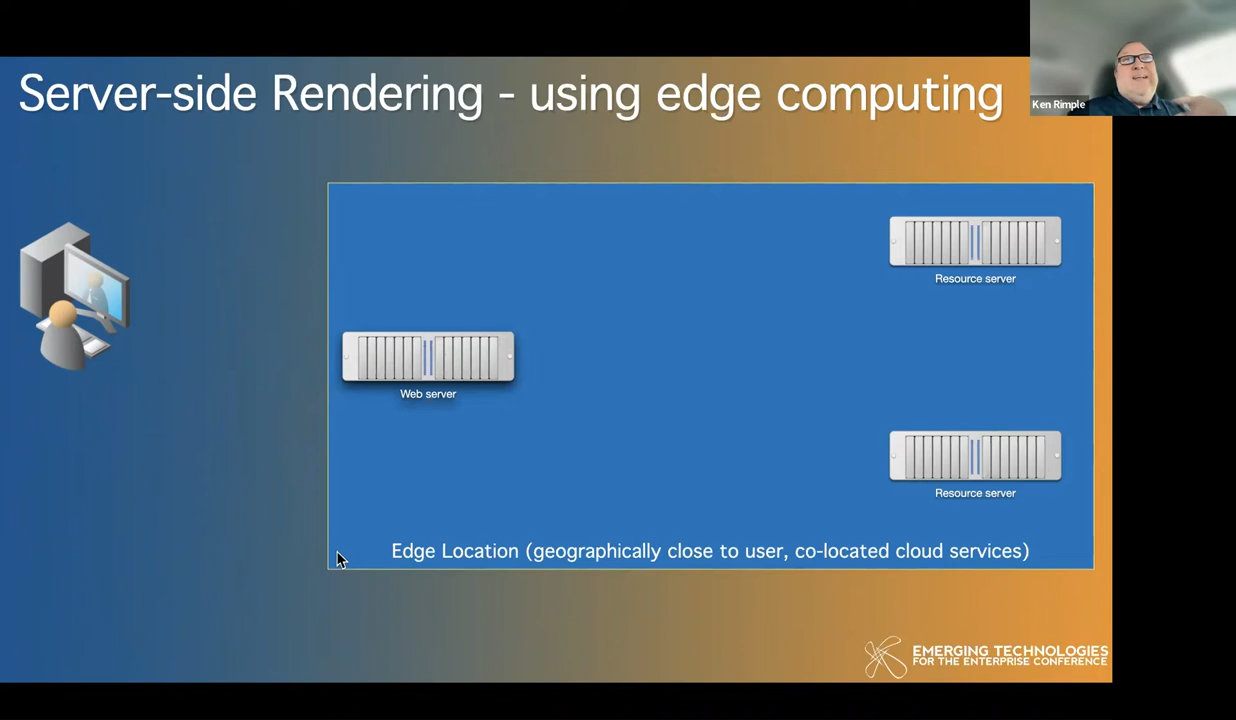 Server-side Rendering - using edge computing
Ken Rimple
Resource server
Web server
Resource server
Edge Location (geographically close to user, co-located cloud services)
EMERGING TECHNOLOGIES
FOR THE ENTERPRISE CONFERENCE